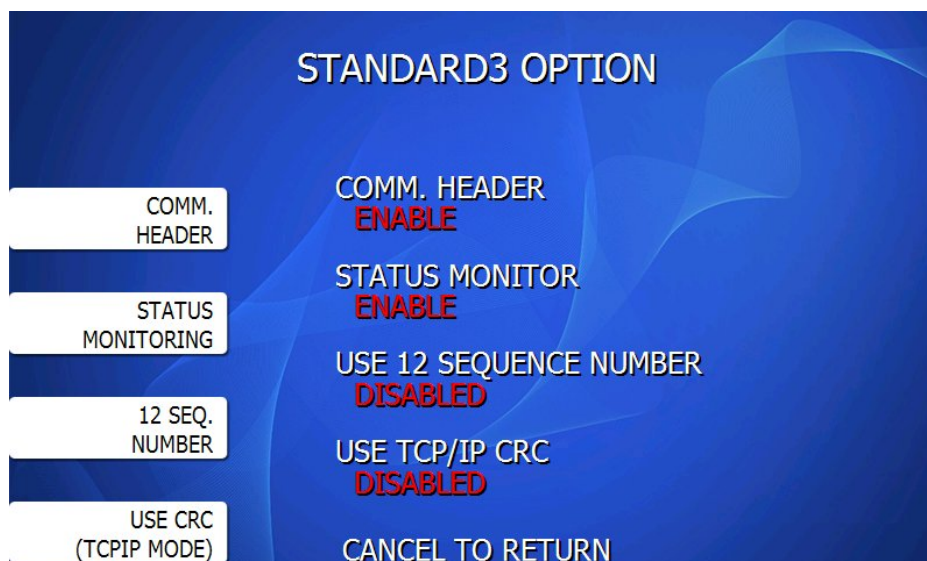 STANDARD3 OPTION
COMM.
HEADER
COMM. HEADER
ENABLE
STATUS
MONITORING
STATUS MONITOR
ENABLE
12 SEQ.
NUMBER
USE 12 SEQUENCE NUMBER
DISABLED
USE CRC
(TCPIP MODE)
USE TCP/IP CRC
DISABLED
CANCEL TO RETURN